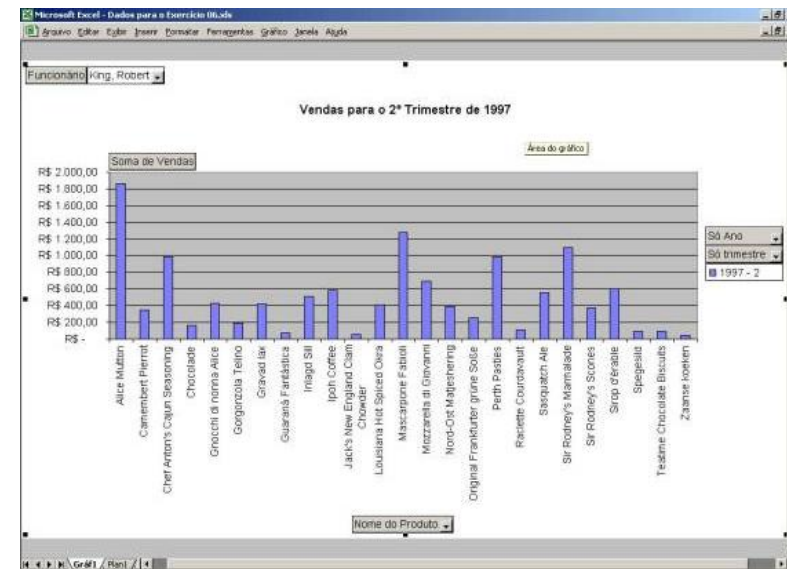 Microsoft Excel - Dados para o Exercício 06.xls
Arquivo Editar Exibir Inserir Formatar Ferramentas Gráfico Janela Ajuda
Funcionário King, Robert
Vendas para o 2º Trimestre de 1997
Área do gráfico
Soma de Vendas
R$ 2.000,00
R$ 1.800,00
R$ 1.600,00
R$ 1.400,00
R$ 1.200,00
R$ 1.000,00
R$ 800,00
R$ 600,00
R$ 400,00
R$ 200,00
R$ -
Só Ano
Só trimestre
1997 - 2
Alice Mutton
Camembert Pierrot
Chef Anton's Cajun Seasoning
Chocolade
Gnocchi di nonna Alice
Gorgonzola Telino
Gravad lax
Guaraná Fantástica
Inlagd Sill
Ipoh Coffee
Jack's New England Clam
Chowder
Louisiana Hot Spiced Okra
Mascarpone Fabioli
Mozzarella di Giovanni
Nord-Ost Matjeshering
Original Frankfurter grüne Soße
Perth Pasties
Raclette Courdavault
Sasquatch Ale
Sir Rodney's Marmalade
Sir Rodney's Scones
Sirop d'érable
Spegesild
Teatime Chocolate Biscuits
Zaanse koeken
Nome do Produto
Gráf1 / Plan1